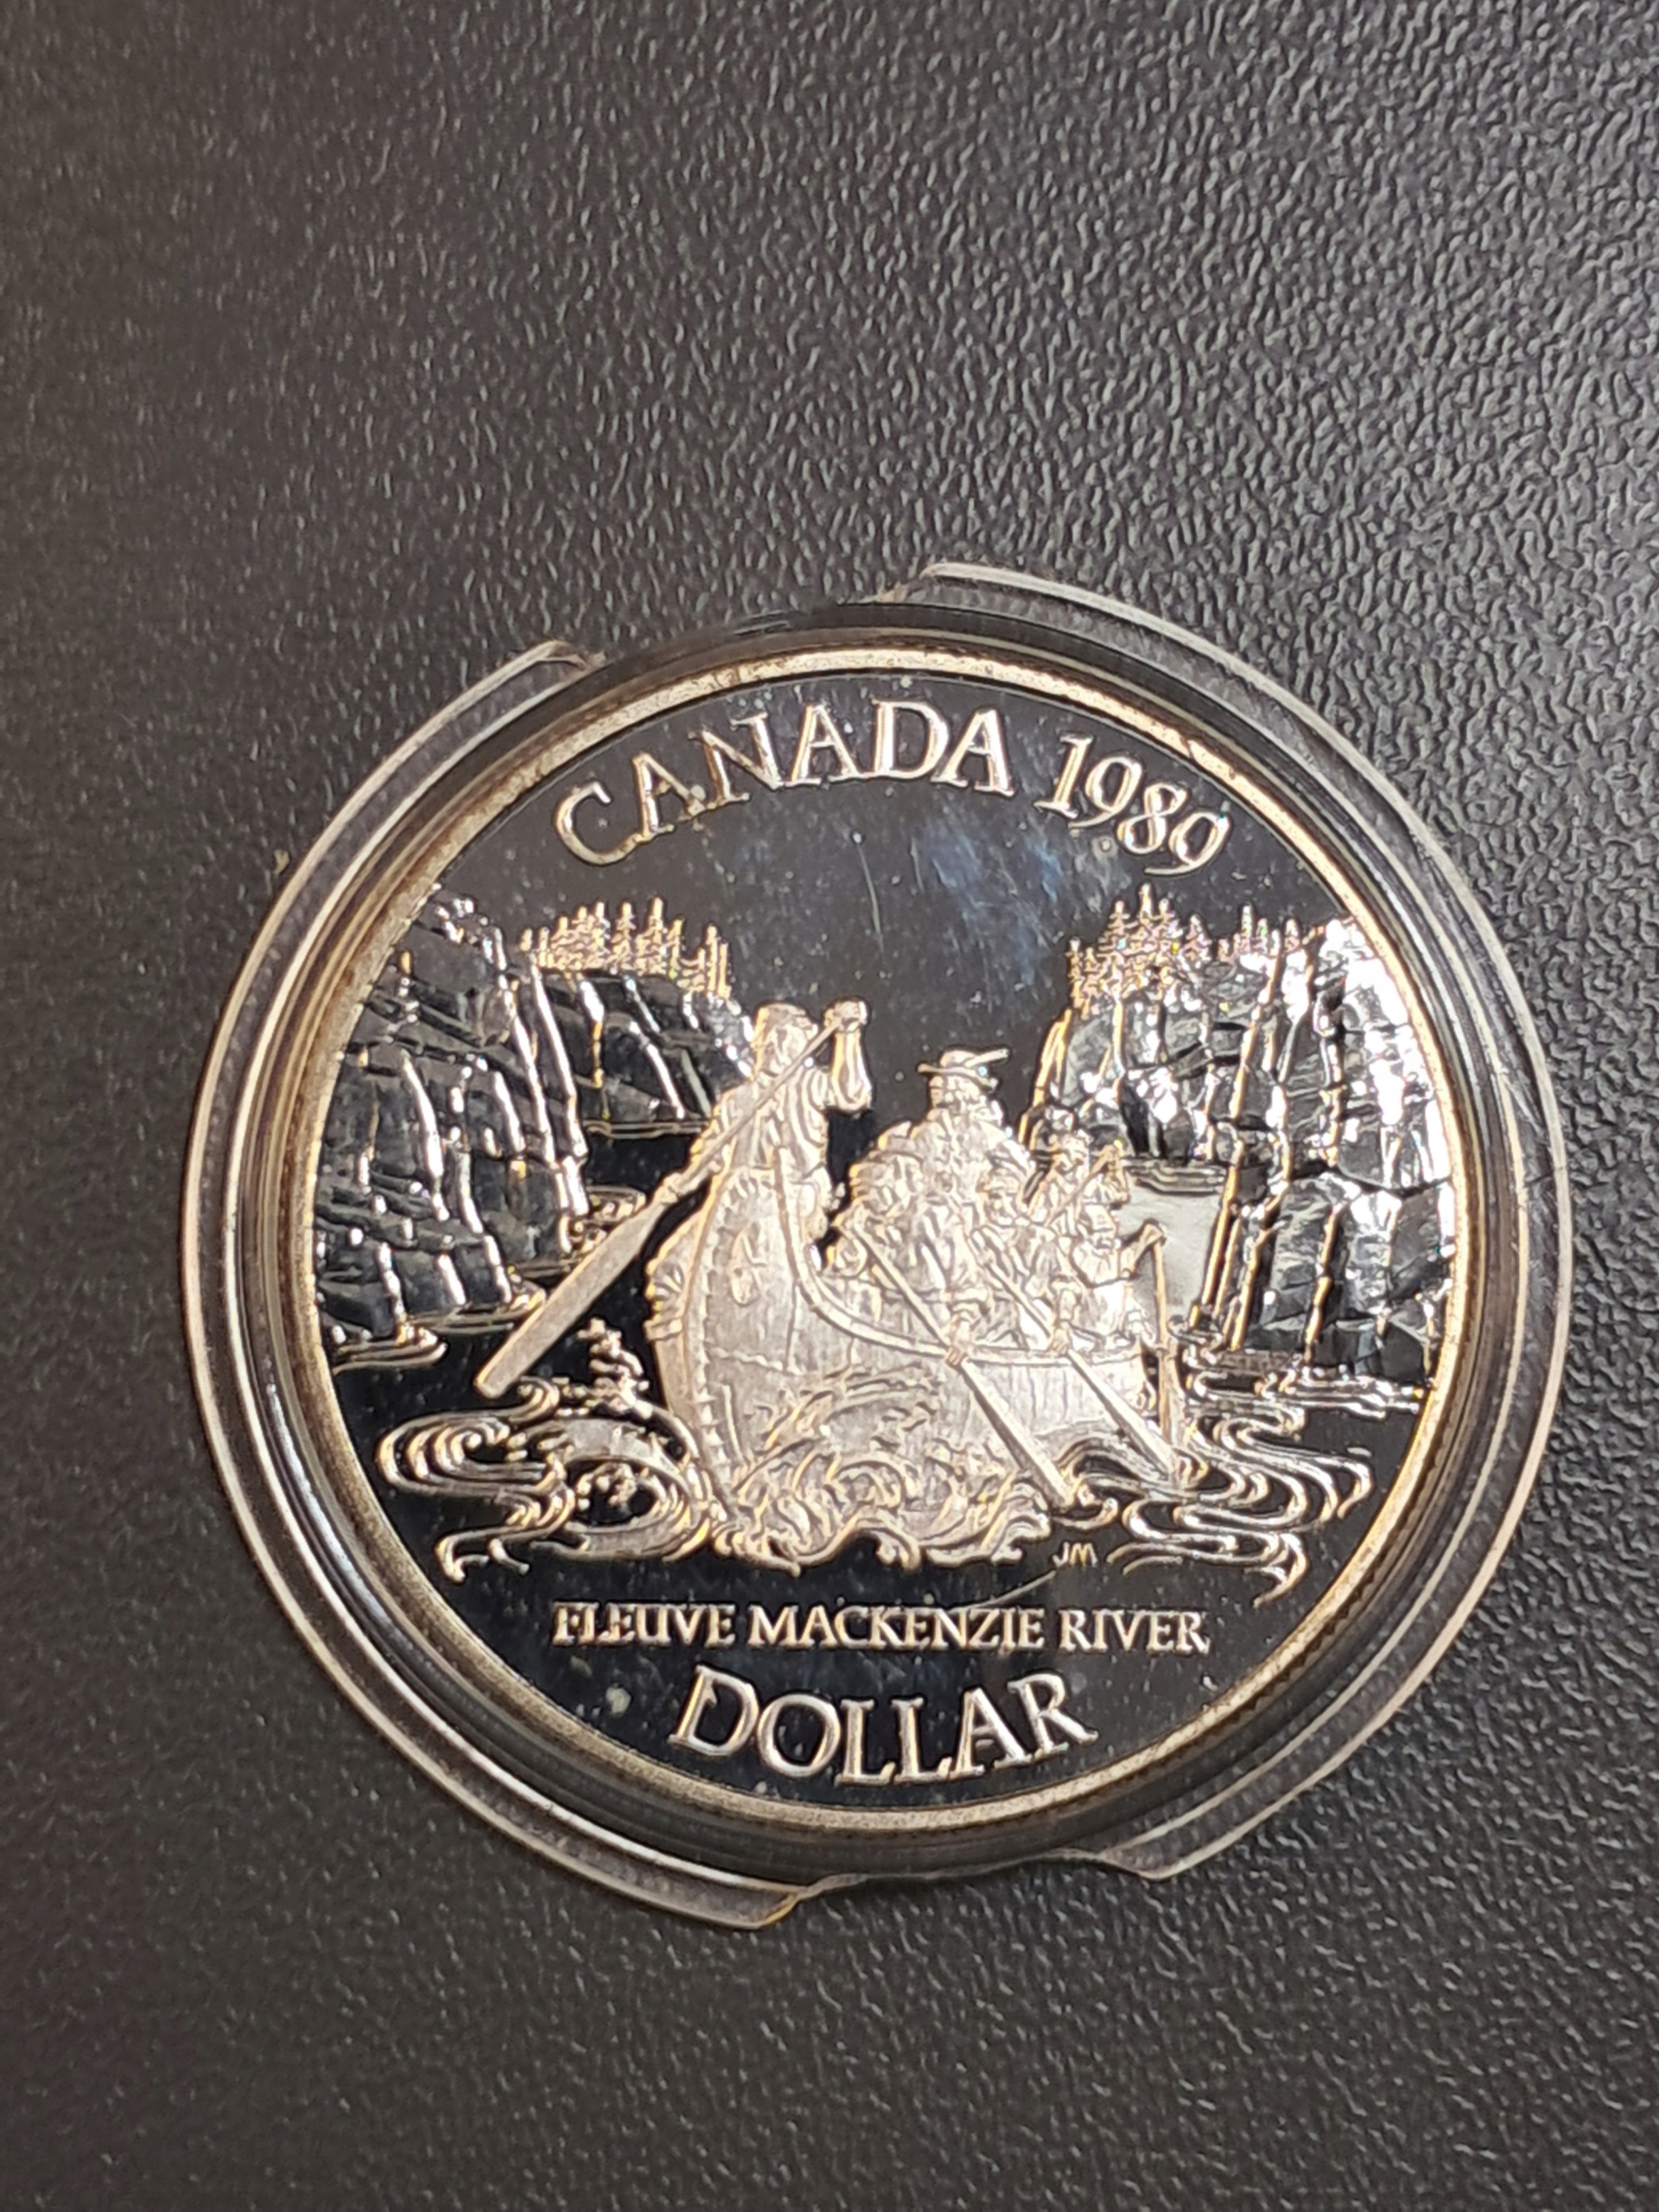 CANADA 1989
JM
FLEUVE MACKENZIE RIVER
DOLLAR